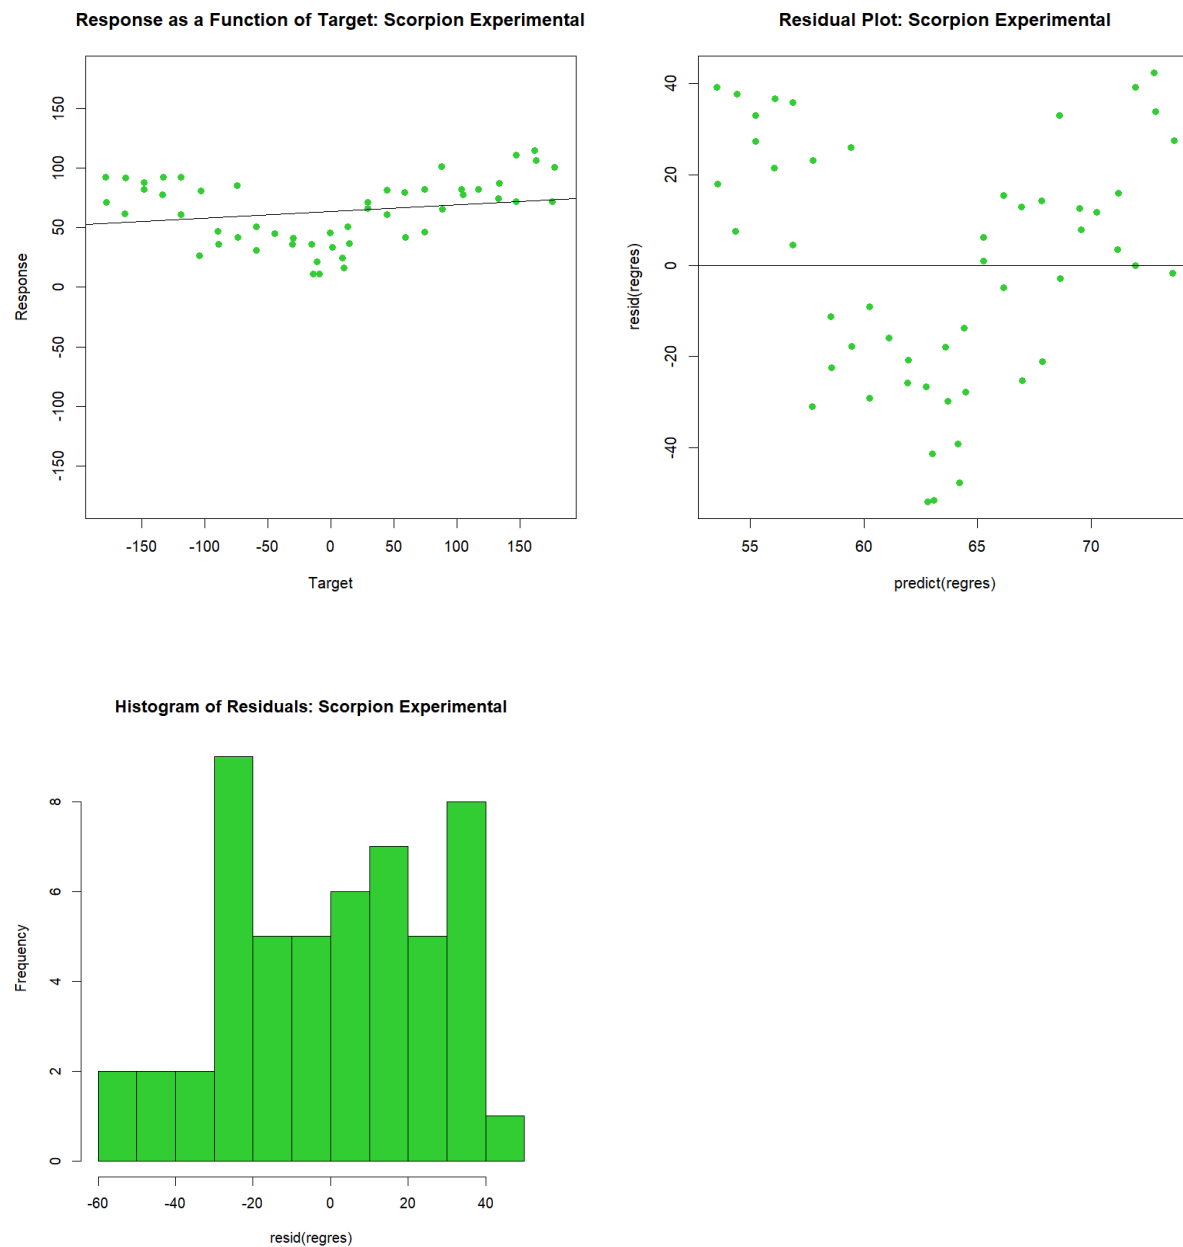 Response as a Function of Target: Scorpion Experimental
Response
150
100
50
0
-50
-100
-150
-150 -100 -50 0 50 100 150
Target
Residual Plot: Scorpion Experimental
resid(regres)
40
20
0
-20
-40
55 60 65 70
predict(regres)
Histogram of Residuals: Scorpion Experimental
Frequency
8
6
4
2
0
-60 -40 -20 0 20 40
resid(regres)